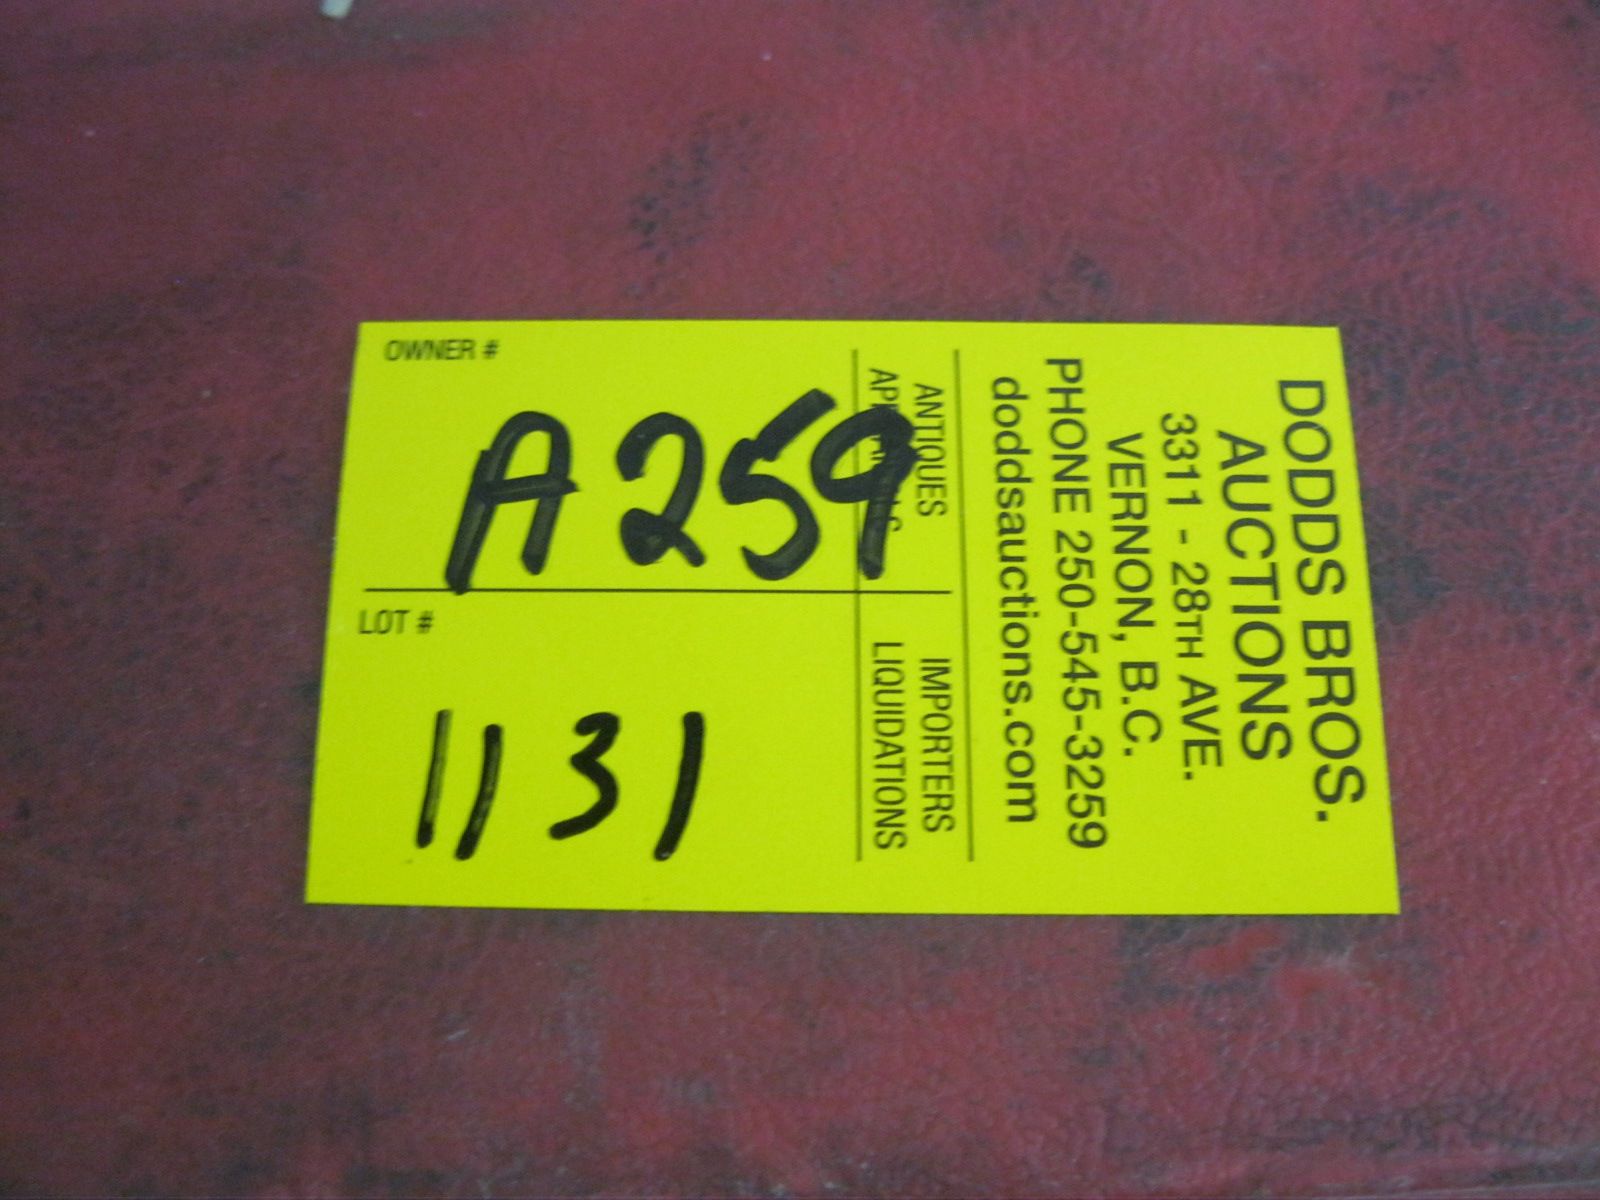 DODDS BROS.
AUCTIONS
3311 - 28TH AVE.
VERNON, B.C.
PHONE 250-545-3259
doddsauctions.com
ANTIQUES IMPORTERS
LIQUIDATIONS
OWNER #
A259
LOT #
1131